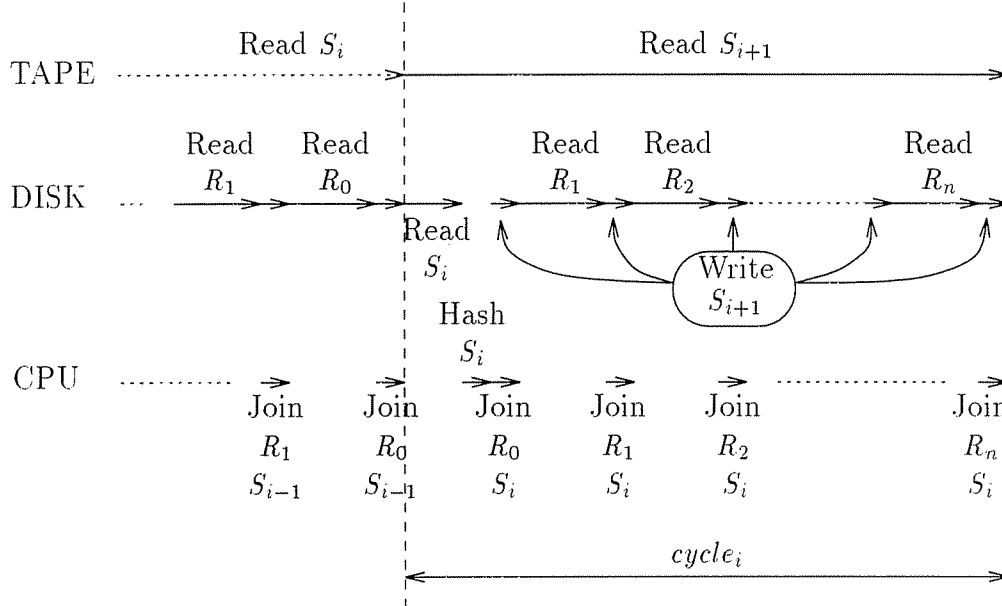 Read S_i
Read S_{i+1}
TAPE
Read
R_1
Read
R_0
Read
R_1
Read
R_2
Read
R_n
DISK
Read
S_i
Write
S_{i+1}
Hash
S_i
CPU
Join
R_1
S_{i-1}
Join
R_0
S_{i-1}
Join
R_0
S_i
Join
R_1
S_i
Join
R_2
S_i
Join
R_n
S_i
cycle_i